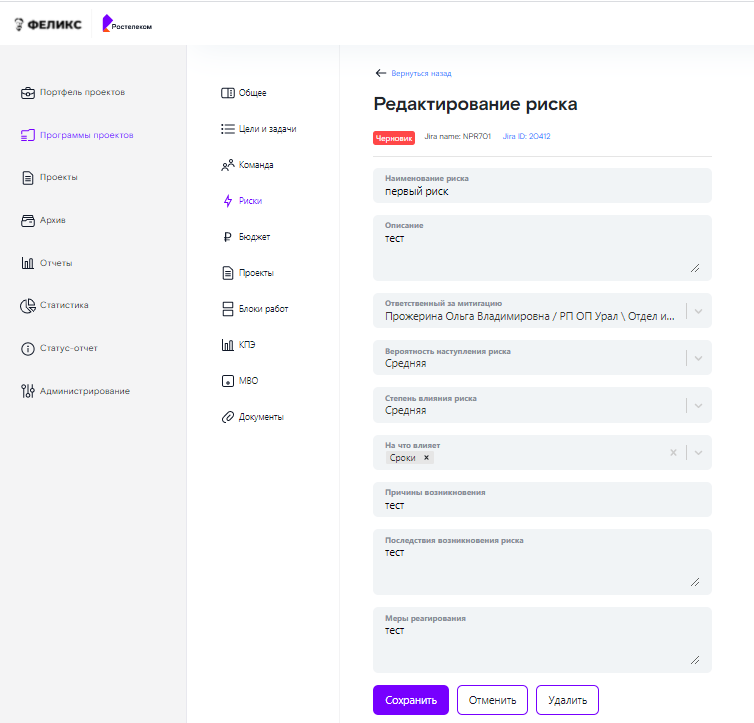 ФЕЛИКС
Ростелеком
Портфель проектов
Программы проектов
Проекты
Архив
Отчеты
Статистика
Статус-отчет
Администрирование
Общее
Цели и задачи
Команда
Риски
Бюджет
Проекты
Блоки работ
КПЭ
МВО
Документы
Вернуться назад
Редактирование риска
Черновик Jira name: NPR701 Jira ID: 20412
Наименование риска
первый риск
Описание
тест
Ответственный за митигацию
Прожерина Ольга Владимировна / РП ОП Урал \ Отдел и...
Вероятность наступления риска
Средняя
Степень влияния риска
Средняя
На что влияет
Сроки
Причины возникновения
тест
Последствия возникновения риска
тест
Меры реагирования
тест
Сохранить Отменить Удалить